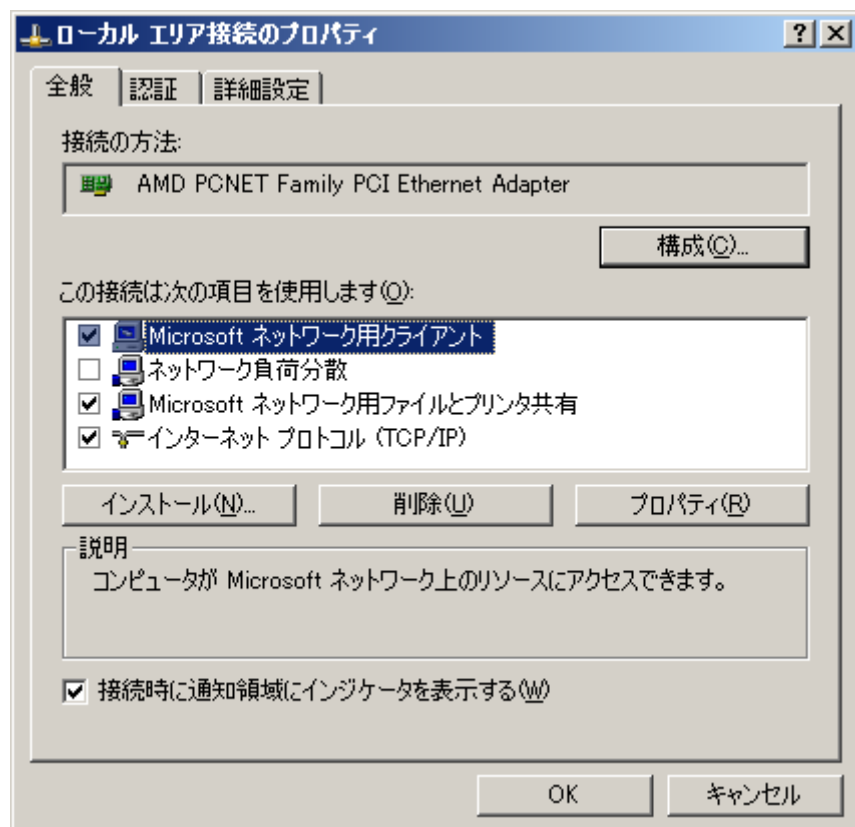 ローカル エリア接続のプロパティ
全般 認証 詳細設定
接続の方法:
AMD PCNET Family PCI Ethernet Adapter
構成(C)...
この接続は次の項目を使用します(O):
Microsoft ネットワーク用クライアント
ネットワーク負荷分散
Microsoft ネットワーク用ファイルとプリンタ共有
インターネット プロトコル (TCP/IP)
インストール(N)... 削除(U) プロパティ(R)
説明
コンピュータが Microsoft ネットワーク上のリソースにアクセスできます。
接続時に通知領域にインジケータを表示する(W)
OK キャンセル